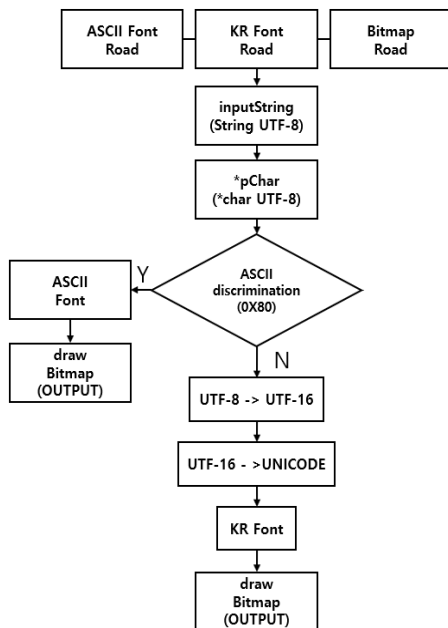 ASCII Font
Road
KR Font
Road
Bitmap
Road
inputString
(String UTF-8)
*pChar
(*char UTF-8)
ASCII
discrimination
(0X80)
Y
ASCII
Font
draw
Bitmap
(OUTPUT)
N
UTF-8 -> UTF-16
UTF-16 - >UNICODE
KR Font
draw
Bitmap
(OUTPUT)